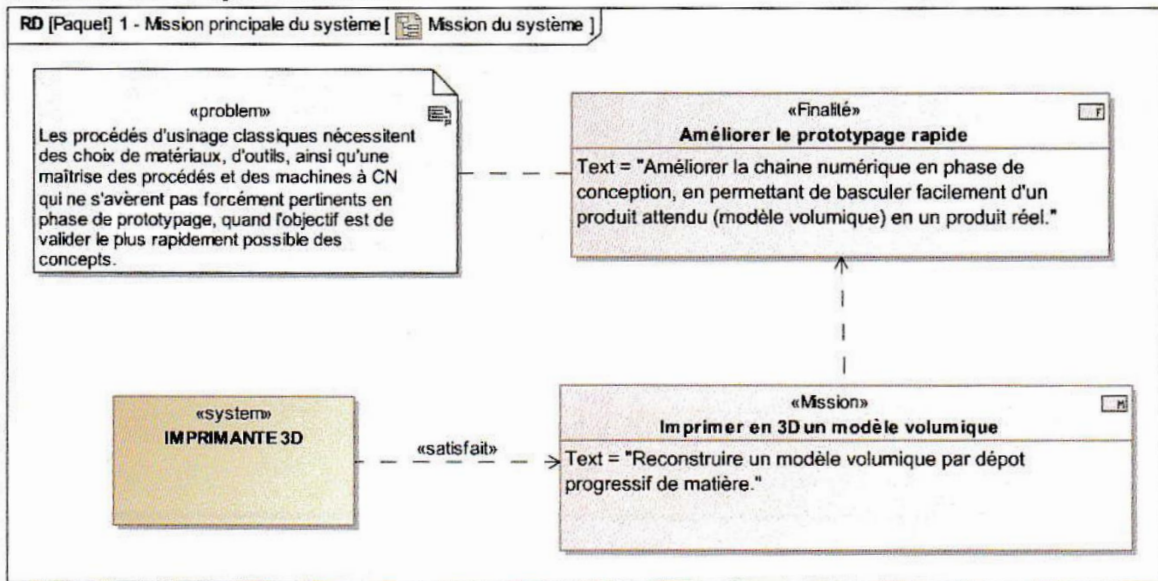 RD [Paquet] 1 - Mission principale du système [ Mission du système ]
«problem»
Les procédés d'usinage classiques nécessitent
des choix de matériaux, d'outils, ainsi qu'une
maîtrise des procédés et des machines à CN
qui ne s'avèrent pas forcément pertinents en
phase de prototypage, quand l'objectif est de
valider le plus rapidement possible des
concepts.
«Finalité»
F
Améliorer le prototypage rapide
Text = "Améliorer la chaine numérique en phase de
conception, en permettant de basculer facilement d'un
produit attendu (modèle volumique) en un produit réel."
«system»
IMPRIMANTE 3D
«satisfait»
«Mission»
M
Imprimer en 3D un modèle volumique
Text = "Reconstruire un modèle volumique par dépot
progressif de matière."